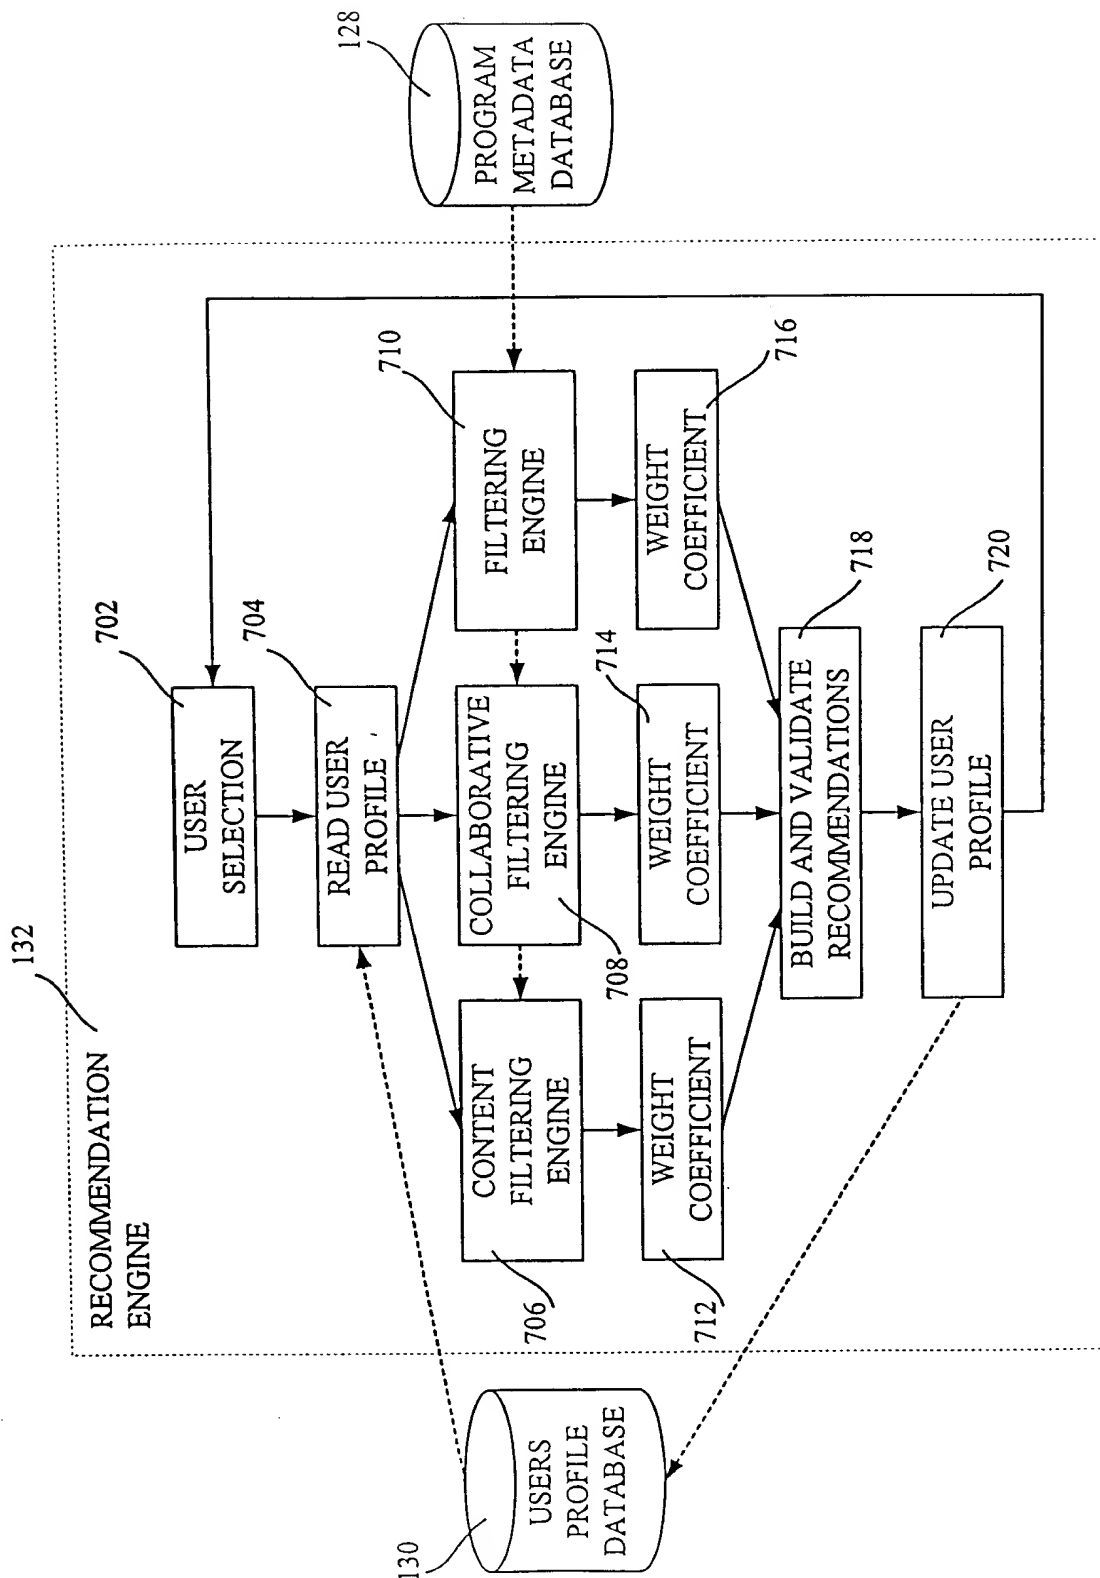 132
RECOMMENDATION
ENGINE
702
USER
SELECTION
704
READ USER
PROFILE
706
CONTENT
FILTERING
ENGINE
708
COLLABORATIVE
FILTERING
ENGINE
710
FILTERING
ENGINE
712
WEIGHT
COEFFICIENT
714
WEIGHT
COEFFICIENT
716
WEIGHT
COEFFICIENT
718
BUILD AND VALIDATE
RECOMMENDATIONS
720
UPDATE USER
PROFILE
130
USERS
PROFILE
DATABASE
128
PROGRAM
METADATA
DATABASE